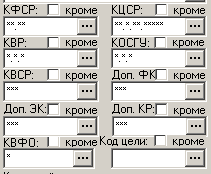 КФСР: кроме КЦСР: кроме
**.** ... **.**.*.***** ...
КВР: кроме КОСГУ: кроме
*.*.* ... *.*.* ...
КВСР: кроме Доп. ФК кроме
*** ... *** ...
Доп. ЭК: кроме Доп. КР: кроме
*** ... *** ...
КВФО: кроме Код цели: кроме
* ... ...